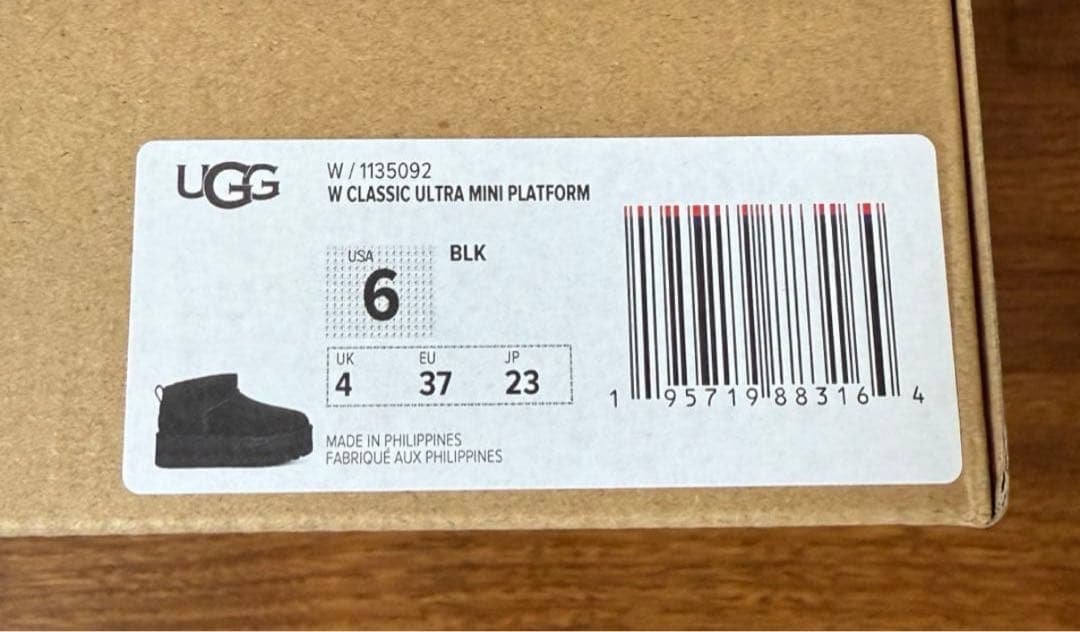 UGG
W / 1135092
W CLASSIC ULTRA MINI PLATFORM
USA
6
BLK
UK EU JP
4 37 23
MADE IN PHILIPPINES
FABRIQUÉ AUX PHILIPPINES
1 95719 88316 4